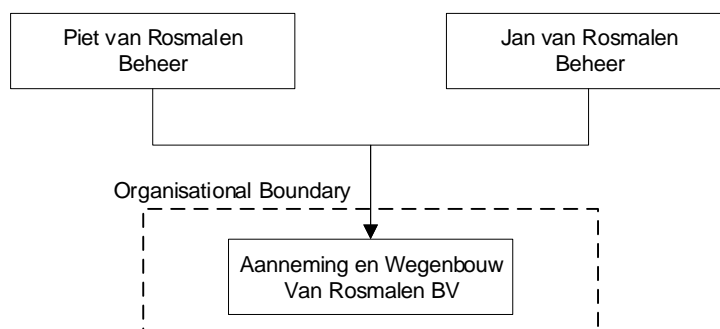 Piet van Rosmalen
Beheer
Jan van Rosmalen
Beheer
Organisational Boundary
Aanneming en Wegenbouw
Van Rosmalen BV